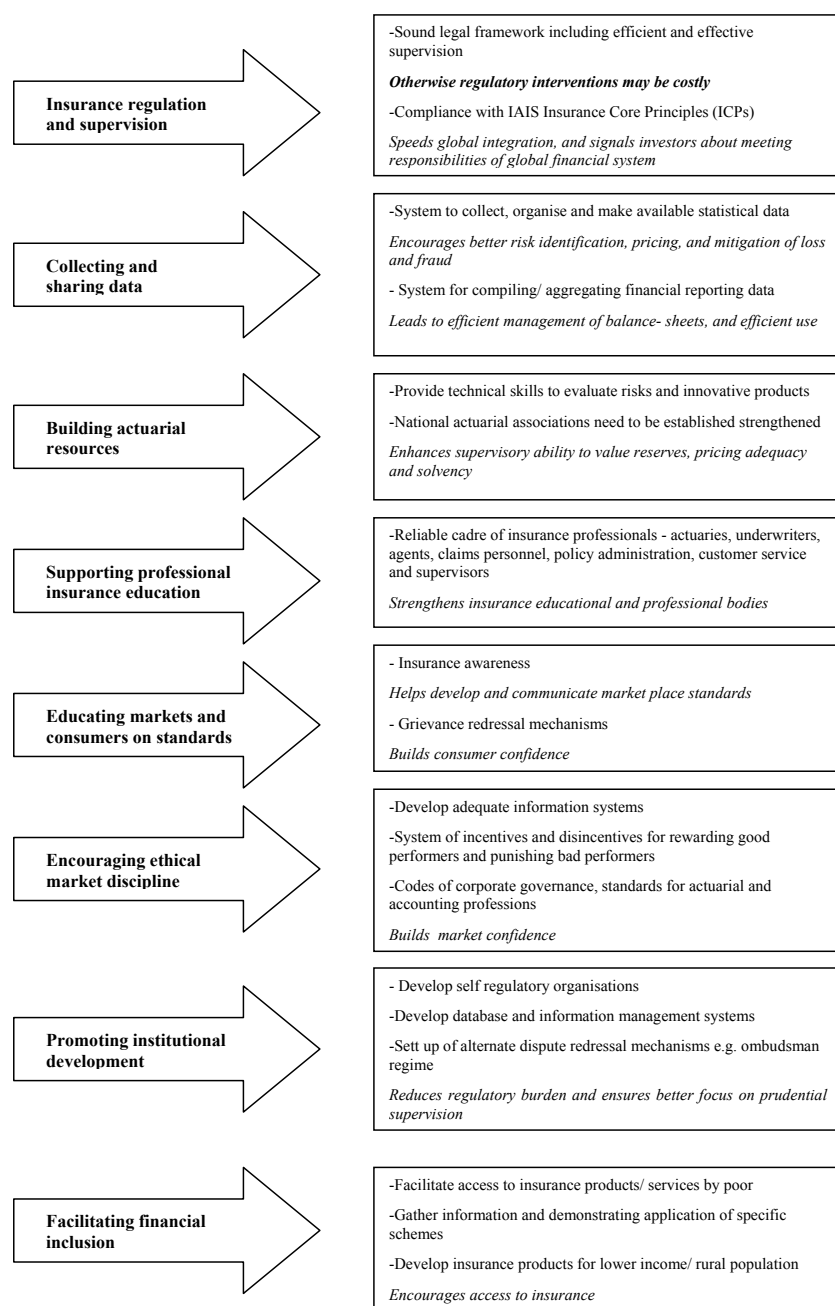 Insurance regulation
and supervision
-Sound legal framework including efficient and effective
supervision
Otherwise regulatory interventions may be costly
-Compliance with IAIS Insurance Core Principles (ICPs)
Speeds global integration, and signals investors about meeting
responsibilities of global financial system
Collecting and
sharing data
-System to collect, organise and make available statistical data
Encourages better risk identification, pricing, and mitigation of loss
and fraud
- System for compiling/ aggregating financial reporting data
Leads to efficient management of balance- sheets, and efficient use
Building actuarial
resources
-Provide technical skills to evaluate risks and innovative products
-National actuarial associations need to be established strengthened
Enhances supervisory ability to value reserves, pricing adequacy
and solvency
Supporting professional
insurance education
-Reliable cadre of insurance professionals - actuaries, underwriters,
agents, claims personnel, policy administration, customer service
and supervisors
Strengthens insurance educational and professional bodies
Educating markets and
consumers on standards
- Insurance awareness
Helps develop and communicate market place standards
- Grievance redressal mechanisms
Builds consumer confidence
Encouraging ethical
market discipline
-Develop adequate information systems
-System of incentives and disincentives for rewarding good
performers and punishing bad performers
-Codes of corporate governance, standards for actuarial and
accounting professions
Builds  market confidence
Promoting institutional
development
- Develop self regulatory organisations
-Develop database and information management systems
-Sett up of alternate dispute redressal mechanisms e.g. ombudsman
regime
Reduces regulatory burden and ensures better focus on prudential
supervision
Facilitating financial
inclusion
-Facilitate access to insurance products/ services by poor
-Gather information and demonstrating application of specific
schemes
-Develop insurance products for lower income/ rural population
Encourages access to insurance